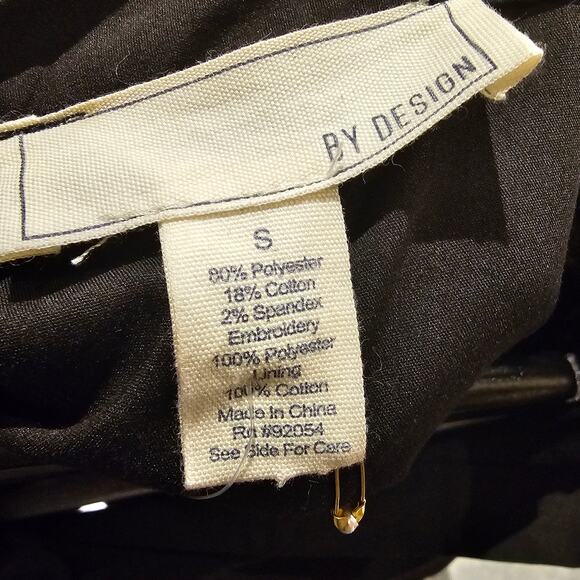 BY DESIGN
S
80% Polyester
18% Cotton
2% Spandex
Embroidery
100% Polyester
Lining
100% Cotton
Made In China
Rn #92054
See Side For Care